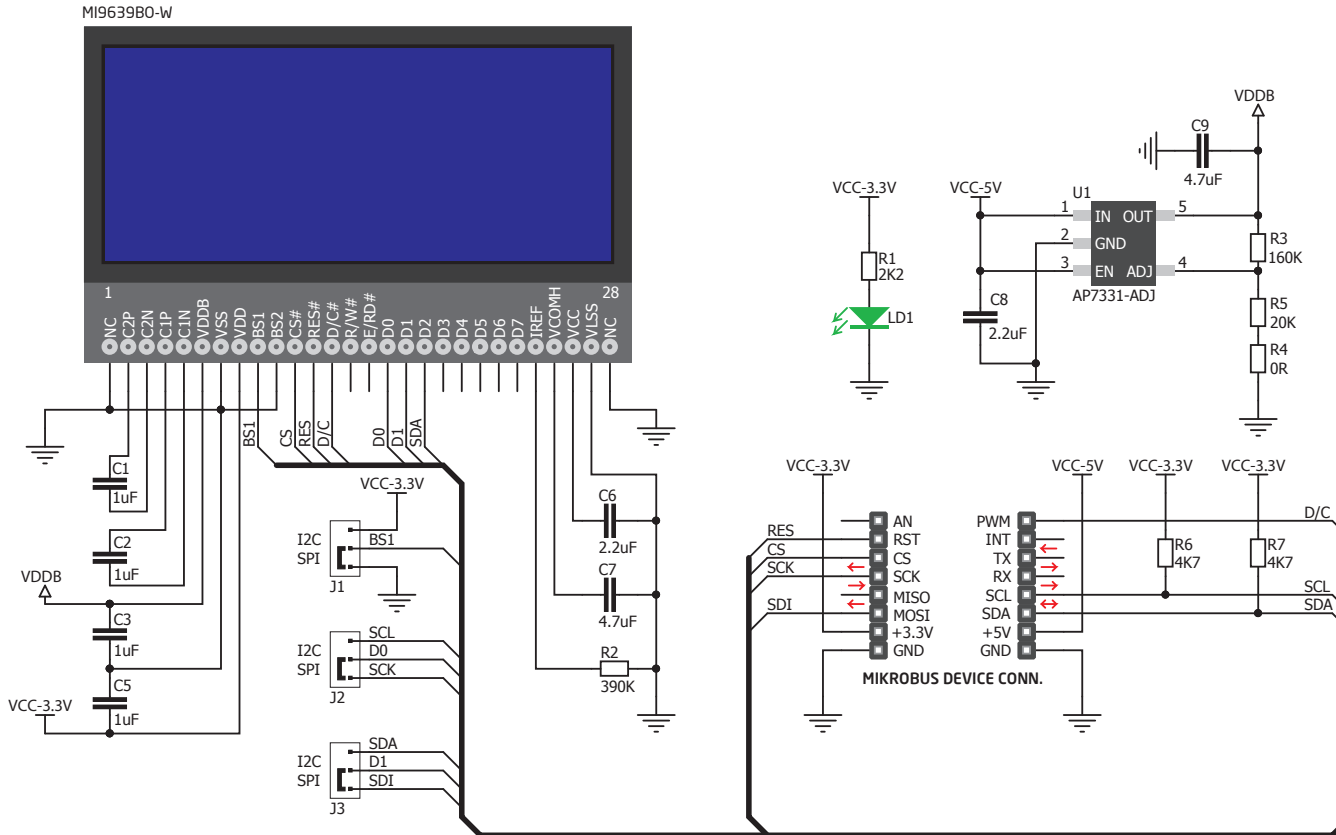 MI9639BO-W
1
28
NC
C2P
C2N
C1P
C1N
VDDB
VSS
VDD
BS1
BS2
CS#
RES#
D/C#
R/W#
E/RD#
D0
D1
D2
D3
D4
D5
D6
D7
IREF
VCOMH
VCC
VLSS
NC
BS1
CS
RES
D/C
D0
D1
SDA
C1
1uF
C2
1uF
VDDB
C3
1uF
C5
1uF
VCC-3.3V
VCC-3.3V
I2C
SPI
BS1
J1
I2C
SPI
SCL
D0
SCK
J2
I2C
SPI
SDA
D1
SDI
J3
C6
2.2uF
C7
4.7uF
R2
390K
VCC-3.3V
R1
2K2
LD1
VCC-5V
U1
1
IN
OUT
5
2
GND
3
EN
ADJ
4
AP7331-ADJ
C8
2.2uF
VDDB
C9
4.7uF
R3
160K
R5
20K
R4
0R
VCC-3.3V
RES
CS
SCK
SDI
AN
RST
CS
SCK
MISO
MOSI
+3.3V
GND
VCC-5V
VCC-3.3V
VCC-3.3V
PWM
INT
TX
RX
SCL
SDA
+5V
GND
R6
4K7
R7
4K7
D/C
SCL
SDA
MIKROBUS DEVICE CONN.